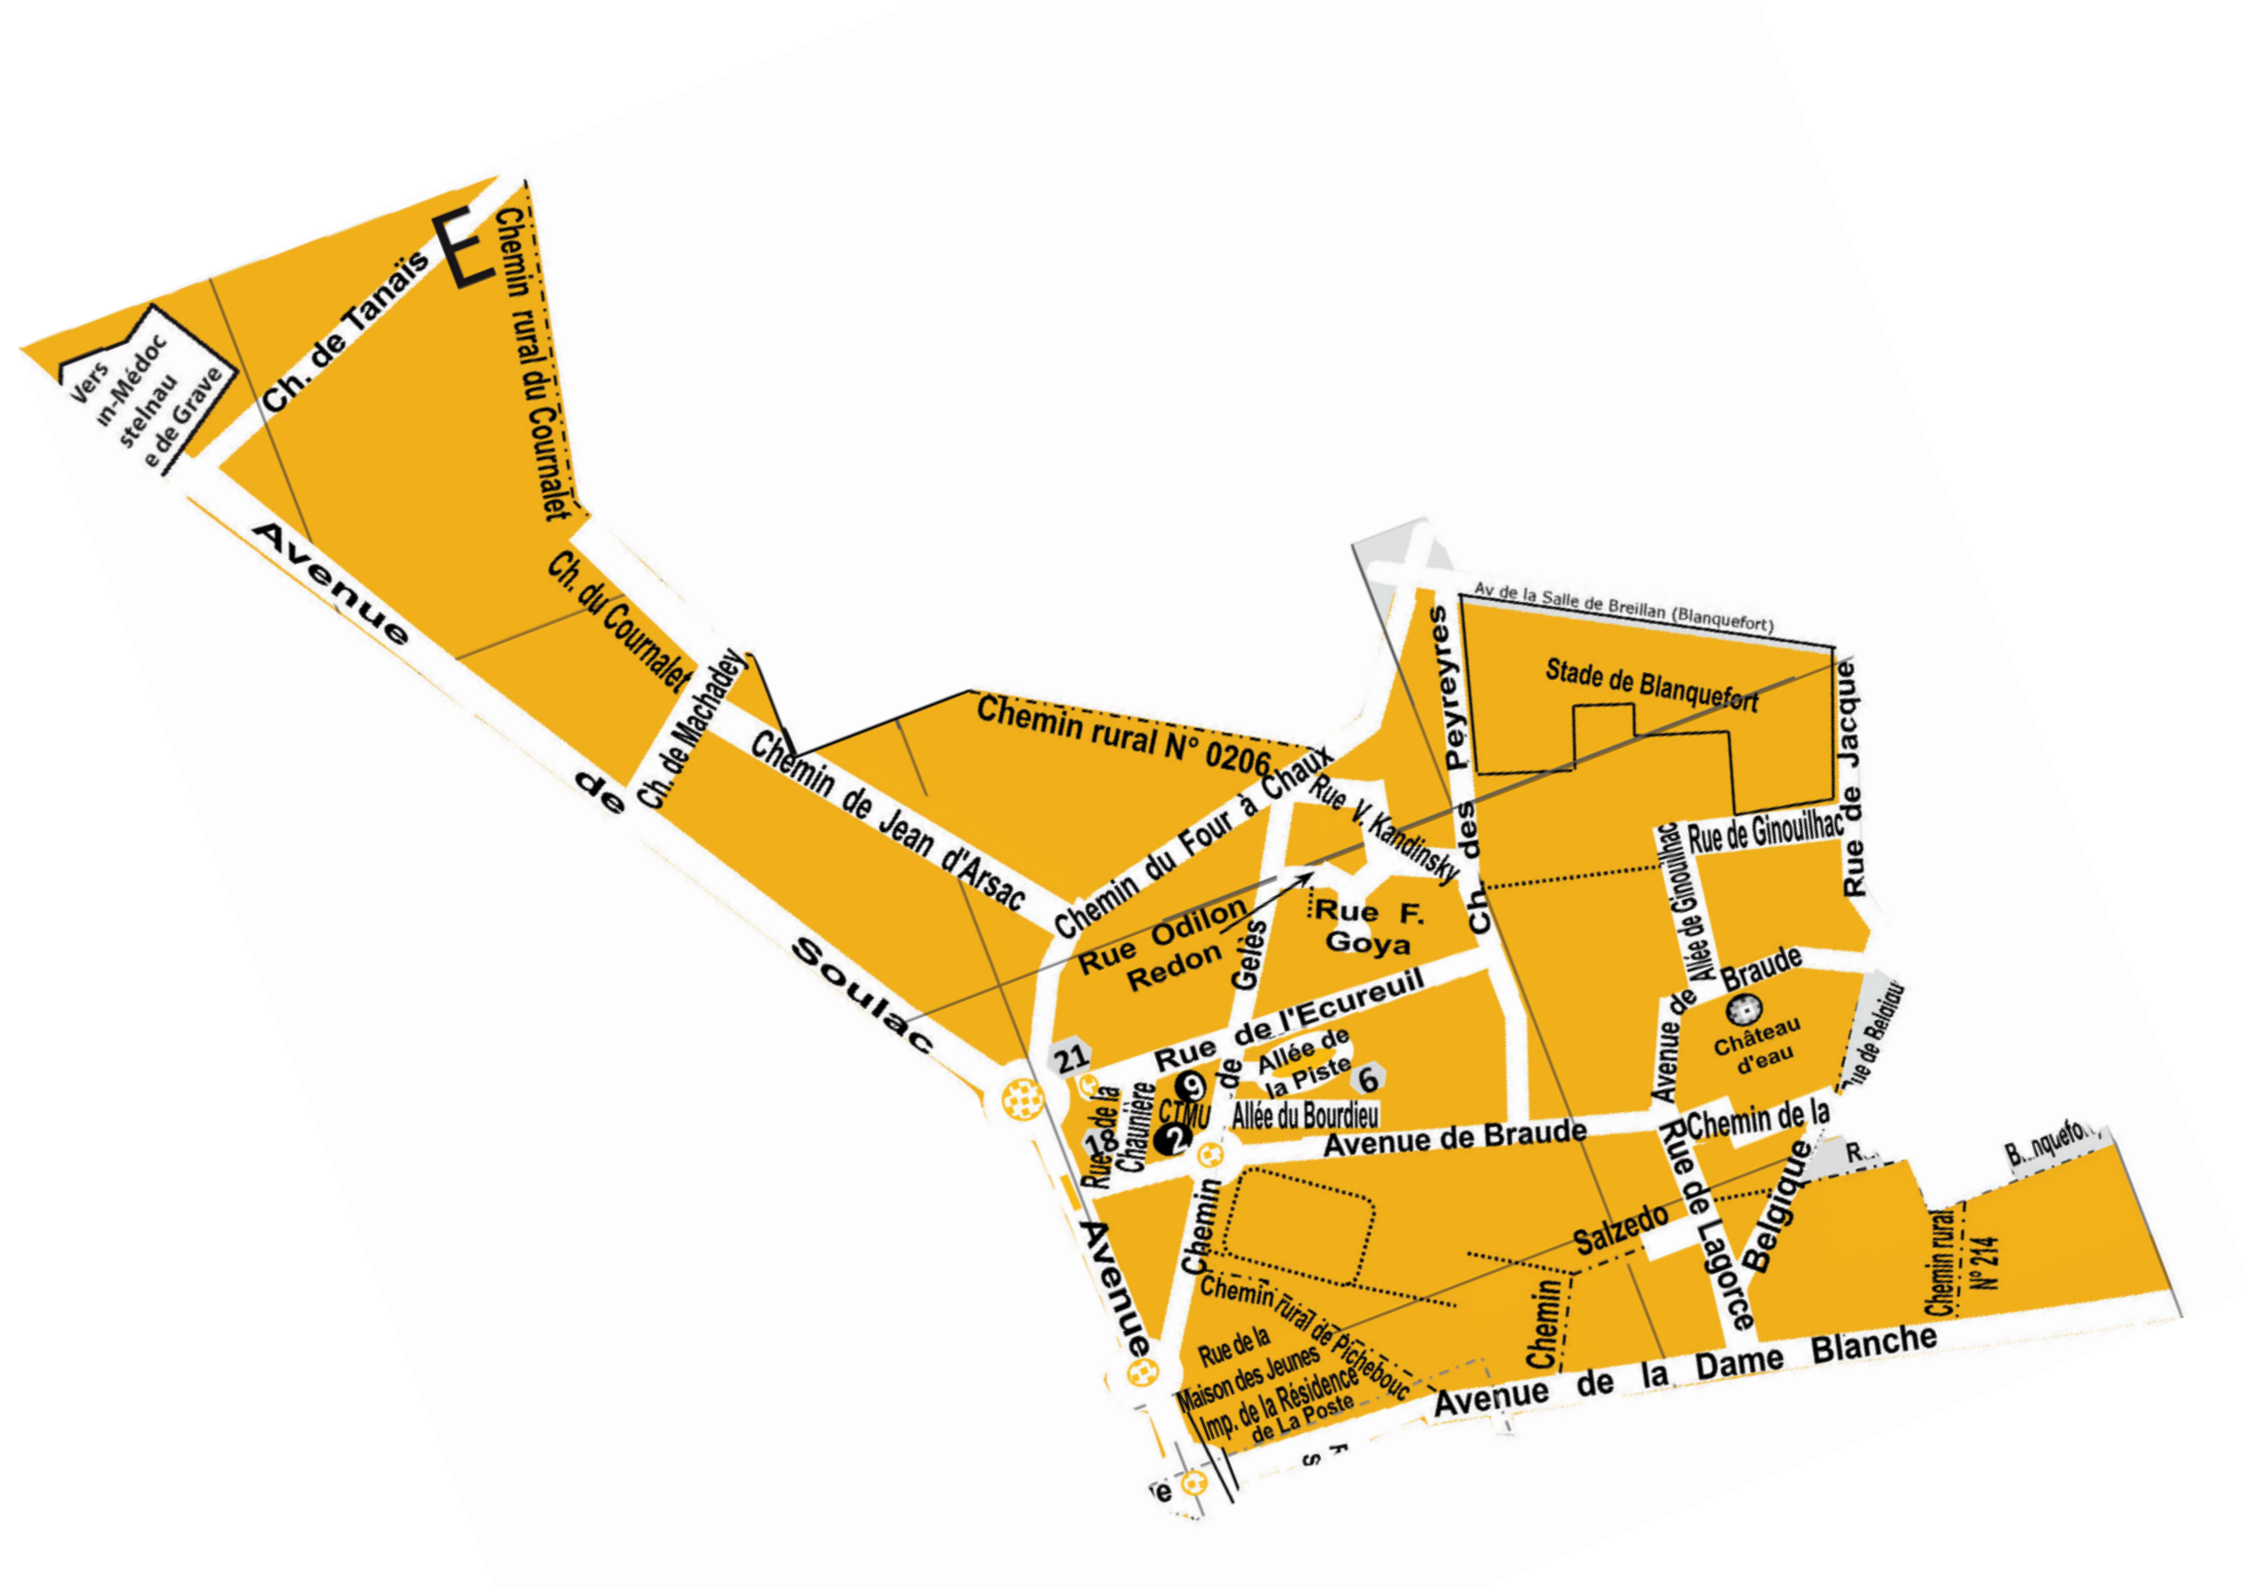 E
Ch. de Tanaïs
Chemin rural du Cournalet
Vers
in-Médoc
stelnau
e de Grave
Avenue de Soulac
Ch. du Cournalet
Ch. de Machadey
Chemin de Jean d'Arsac
Chemin rural N° 0206
Chemin du Four à Chaux
Rue V. Kandinsky
Ch. des Peyreyres
Av de la Salle de Breillan (Blanquefort)
Stade de Blanquefort
Rue de Jacque
Rue de Ginouilhac
Allée de Ginouilhac
Rue Odilon
Redon
Rue F.
Goya
Chemin de Gelès
Rue de l'Ecureuil
Allée de
la Piste
6
21
9
CTMU
2
18
Rue de la
Chaunière
Allée du Bourdieu
Avenue de Braude
Avenue de Braude
Château
d'eau
ue de Belgiqu
Chemin de la
Belgique
Rue de Lagorce
R
B nquefo
Chemin Salzedo
Chemin rural
N° 214
Avenue
Chemin rural de Pichebouc
Rue de la
Maison des Jeunes
Imp. de la Résidence
de La Poste
Avenue de la Dame Blanche
e